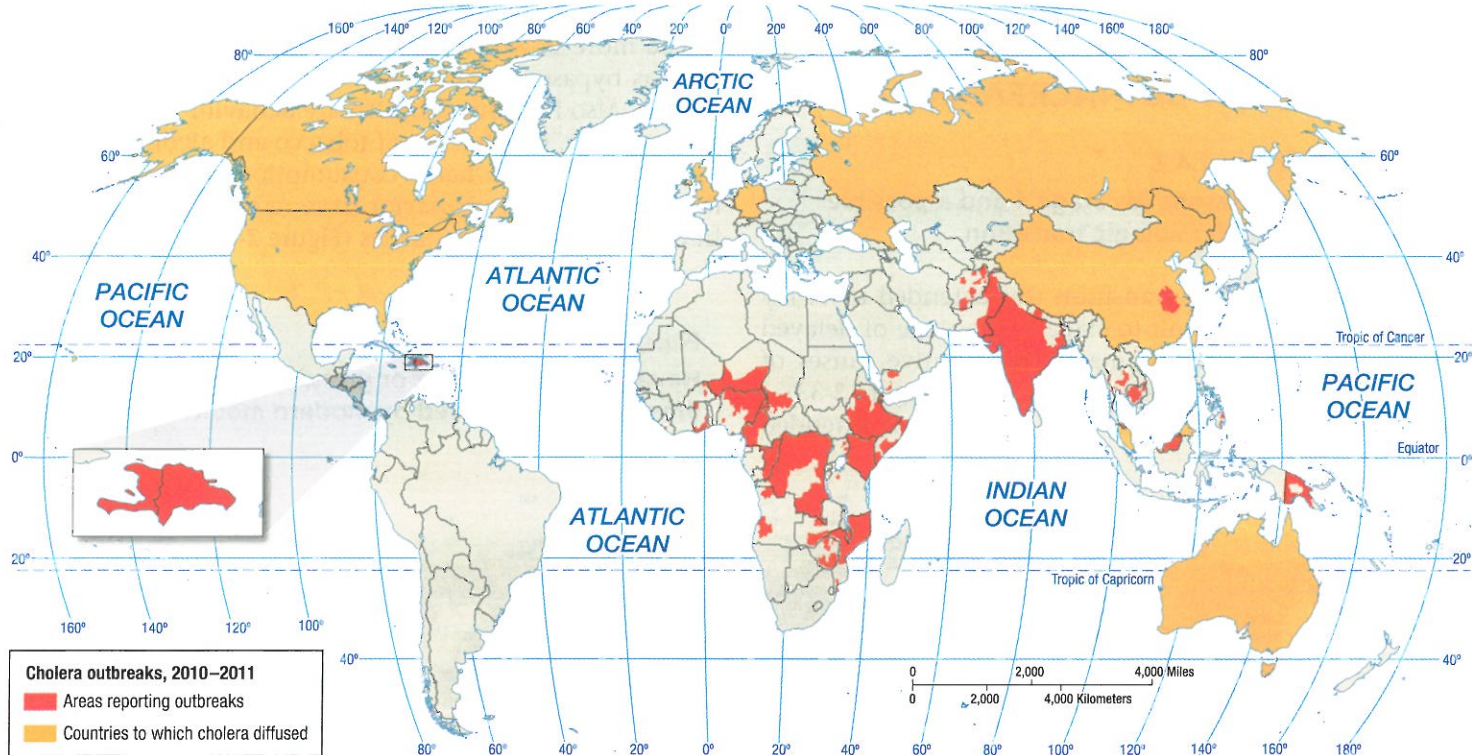 160° 140° 120° 80° 60° 40° 20° 0° 20° 40° 60° 80° 120° 140° 160° 180°
80° 80°
ARCTIC
OCEAN
60° 60°
40° 40°
ATLANTIC
OCEAN
PACIFIC
OCEAN
Tropic of Cancer
20° 20°
PACIFIC
OCEAN
Equator
0° 0°
INDIAN
OCEAN
ATLANTIC
OCEAN
20° 20°
Tropic of Capricorn
160° 140° 120° 100°
40° 40°
0 2,000 4,000 Miles
0 2,000 4,000 Kilometers
Cholera outbreaks, 2010–2011
Areas reporting outbreaks
Countries to which cholera diffused
80° 60° 40° 20° 0° 20° 40° 60° 80° 100° 120° 140° 160°